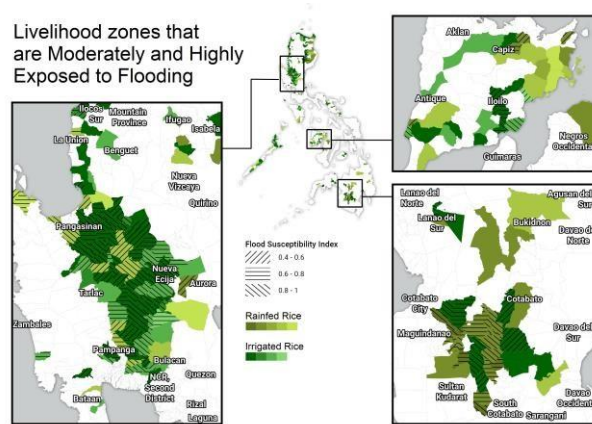 Livelihood zones that
are Moderately and Highly
Exposed to Flooding
Ilocos
Sur
Mountain
Province
Ifugao
Isabela
La Union
Benguet
Nueva
Vizcaya
Quirino
Pangasinan
Nueva
Ecija
Aurora
Tarlac
Zambales
Pampanga
Bulacan
NCR,
Second
District
Quezon
Bataan
Rizal
Laguna
Flood Susceptibility Index
0.4 - 0.6
0.6 - 0.8
0.8 - 1
Rainfed Rice
Irrigated Rice
Aklan
Capiz
Antique
Iloilo
Negros
Occidental
Guimaras
Lanao del
Norte
Lanao del
Sur
Agusan del
Sur
Bukidnon
Davao del
Norte
Cotabato
City
Cotabato
Maguindanao
Davao del
Sur
Sultan
Kudarat
South
Cotabato
Sarangani
Davao
Occidental